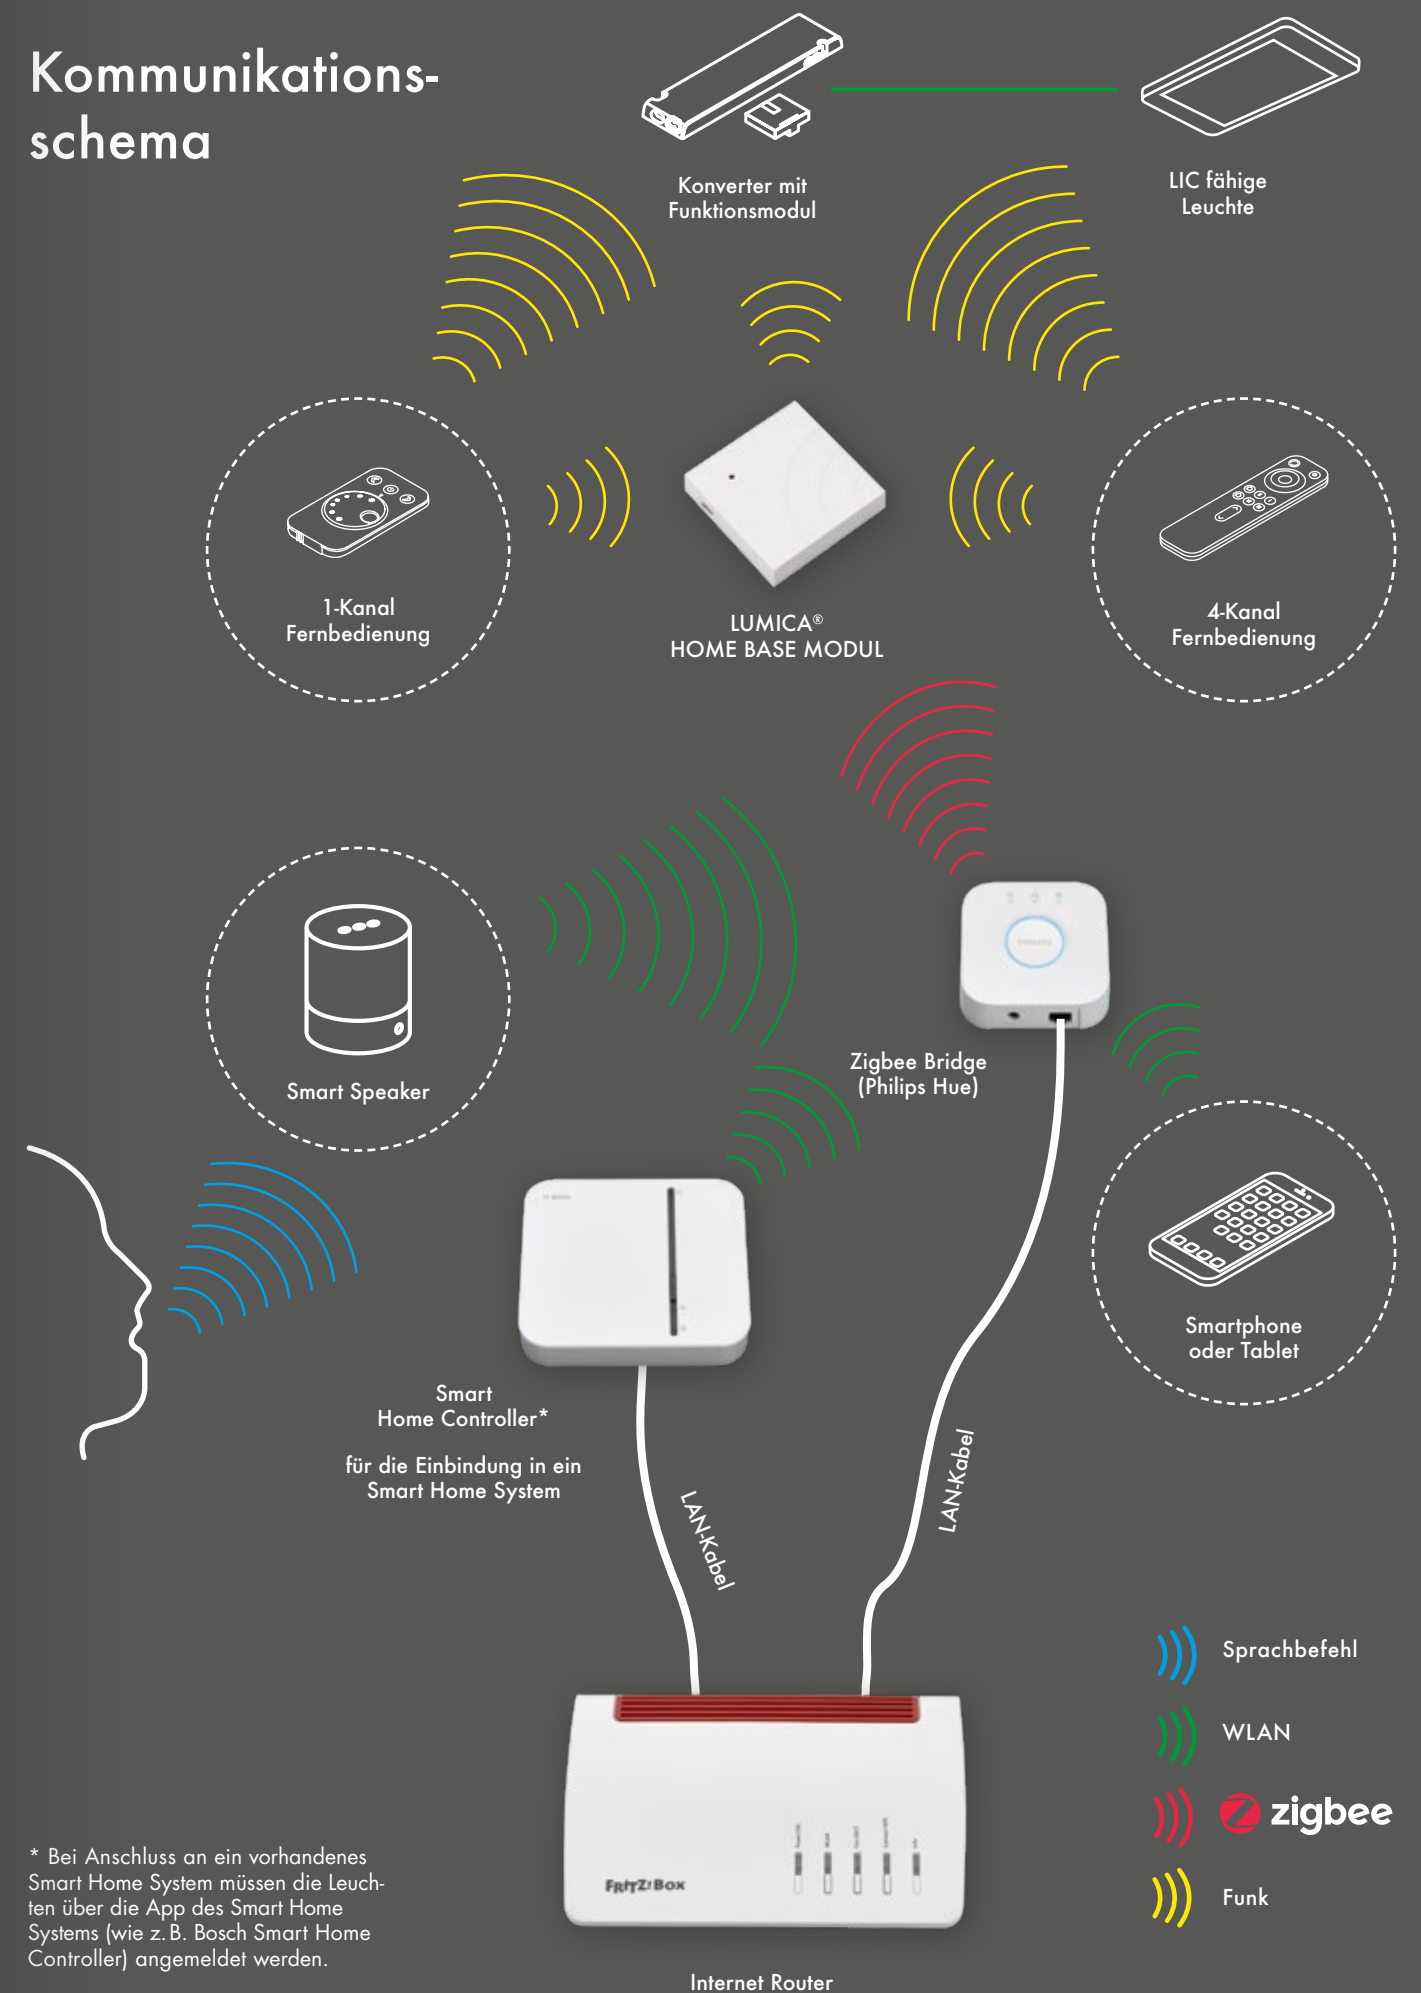 Kommunikations-
schema
Konverter mit
Funktionsmodul
LIC fähige
Leuchte
1-Kanal
Fernbedienung
LUMICA®
HOME BASE MODUL
4-Kanal
Fernbedienung
Smart Speaker
Zigbee Bridge
(Philips Hue)
Smartphone
oder Tablet
Smart
Home Controller*
für die Einbindung in ein
Smart Home System
LAN-Kabel
LAN-Kabel
Sprachbefehl
WLAN
zigbee
Funk
FRITZ!Box
* Bei Anschluss an ein vorhandenes
Smart Home System müssen die Leuch-
ten über die App des Smart Home
Systems (wie z. B. Bosch Smart Home
Controller) angemeldet werden.
Internet Router